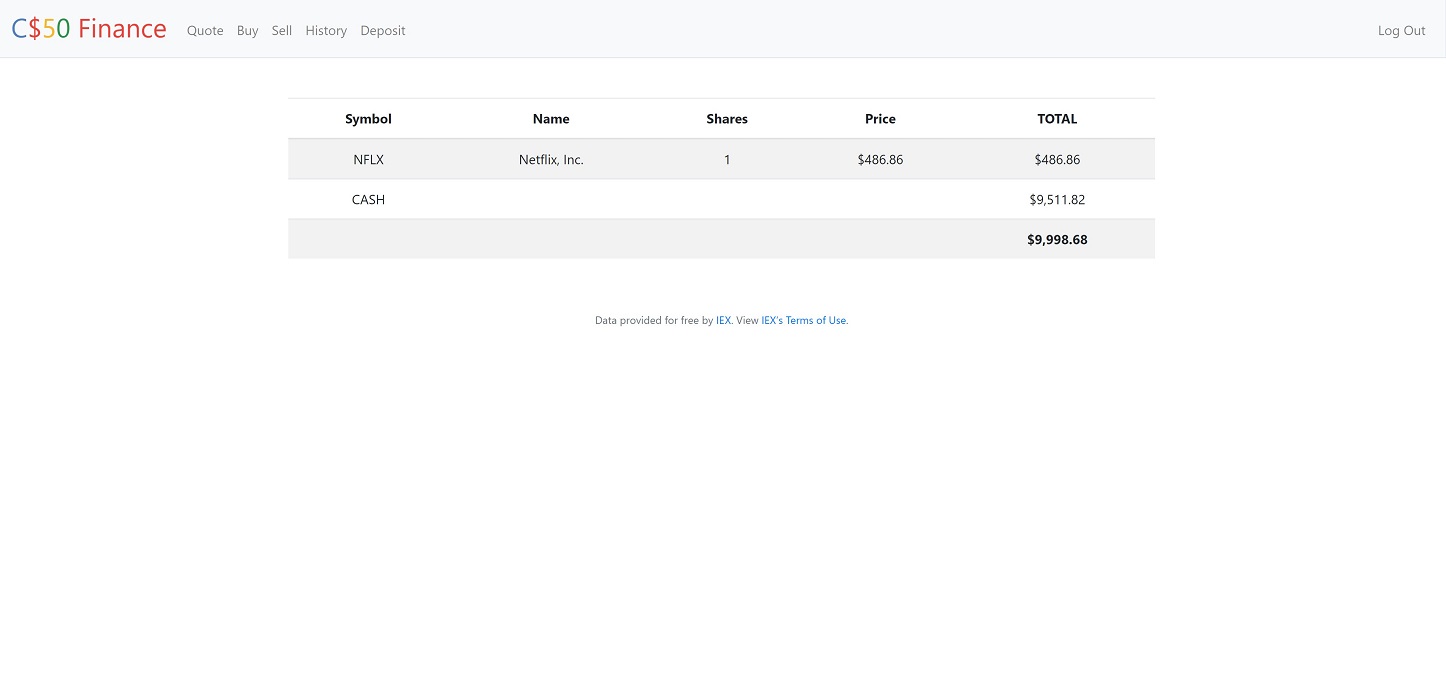 C$50 Finance Quote Buy Sell History Deposit Log Out
Symbol Name Shares Price TOTAL
NFLX Netflix, Inc. 1 $486.86 $486.86
CASH $9,511.82
$9,998.68
Data provided for free by IEX. View IEX's Terms of Use.